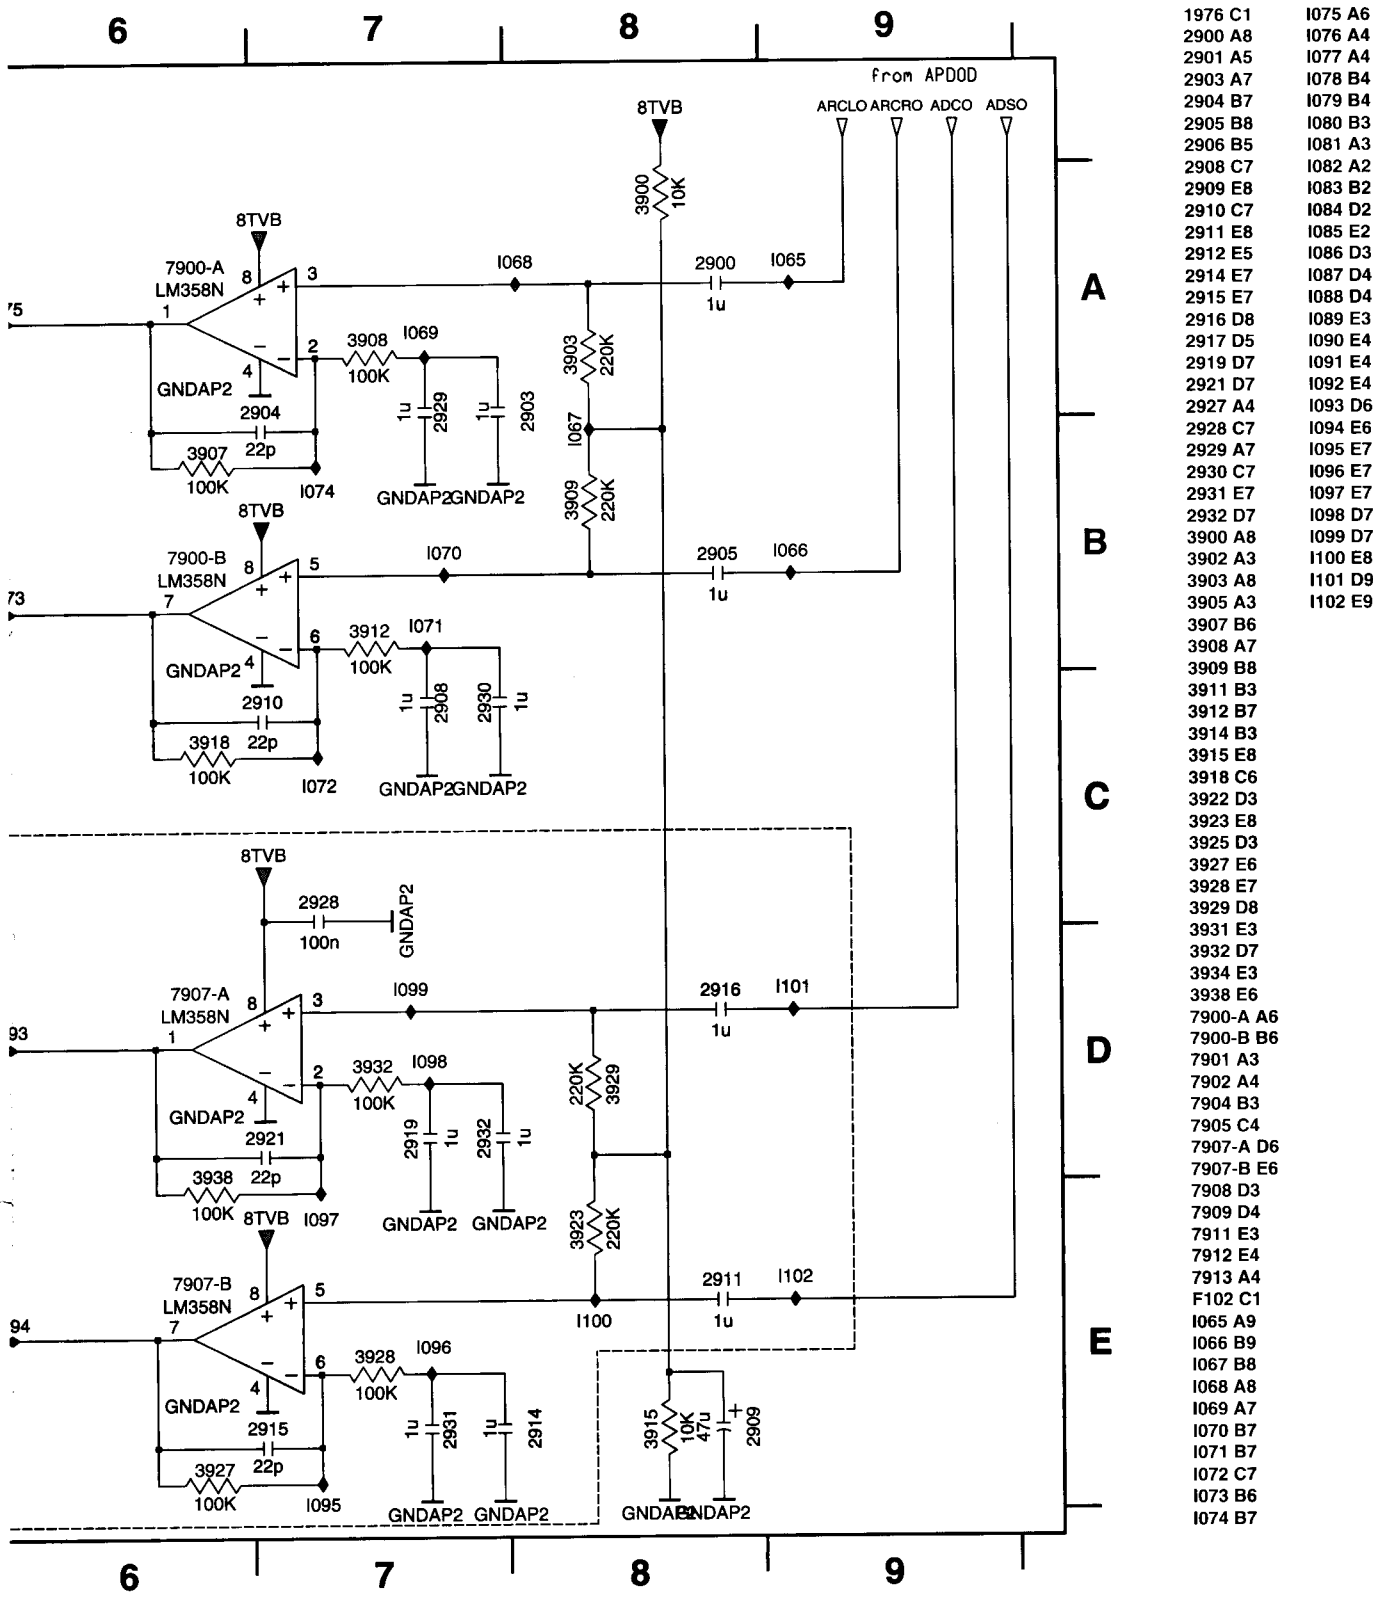 6 7 8 9
from APDOD
8TVB ARCLO ARCRO ADCO ADSO
3900 10K
8TVB
7900-A
LM358N
8 3 I068 2900 I065
1u
75 1
+ +
− −
2 3908 I069
100K
4
GNDAP2
3903 220K
A
2904
22p
1u 2929 1u 2903
I067
3907
100K
I074
GNDAP2 GNDAP2
3909 220K
8TVB
7900-B
LM358N
8 5 I070 2905 I066
1u
B
73 7
+ +
− −
6 3912 I071
100K
GNDAP2 4
2910
22p
1u 2908 2930 1u
3918
100K
I072
GNDAP2 GNDAP2
C
8TVB
2928
100n
GNDAP2
7907-A
LM358N
8 3 I099 2916 I101
1u
93 1
+ +
− −
2 3932 I098
100K
4
GNDAP2
220K 3929
D
2921
22p
2919 1u 2932 1u
3938
100K
I097
GNDAP2 GNDAP2
3923 220K
8TVB
7907-B
LM358N
8 5 2911 I102
I100 1u
94 7
+ +
− −
6 3928 I096
100K
4
GNDAP2
E
2915
22p
1u 2931 1u 2914
3915 10K 47u + 2909
3927
100K
I095
GNDAP2 GNDAP2
GNDAP2 GNDAP2
6 7 8 9
1976 C1
2900 A8
2901 A5
2903 A7
2904 B7
2905 B8
2906 B5
2908 C7
2909 E8
2910 C7
2911 E8
2912 E5
2914 E7
2915 E7
2916 D8
2917 D5
2919 D7
2921 D7
2927 A4
2928 C7
2929 A7
2930 C7
2931 E7
2932 D7
3900 A8
3902 A3
3903 A8
3905 A3
3907 B6
3908 A7
3909 B8
3911 B3
3912 B7
3914 B3
3915 E8
3918 C6
3922 D3
3923 E8
3925 D3
3927 E6
3928 E7
3929 D8
3931 E3
3932 D7
3934 E3
3938 E6
7900-A A6
7900-B B6
7901 A3
7902 A4
7904 B3
7905 C4
7907-A D6
7907-B E6
7908 D3
7909 D4
7911 E3
7912 E4
7913 A4
F102 C1
I065 A9
I066 B9
I067 B8
I068 A8
I069 A7
I070 B7
I071 B7
I072 C7
I073 B6
I074 B7
I075 A6
I076 A4
I077 A4
I078 B4
I079 B4
I080 B3
I081 A3
I082 A2
I083 B2
I084 D2
I085 E2
I086 D3
I087 D4
I088 D4
I089 E3
I090 E4
I091 E4
I092 E4
I093 D6
I094 E6
I095 E7
I096 E7
I097 E7
I098 D7
I099 D7
I100 E8
I101 D9
I102 E9